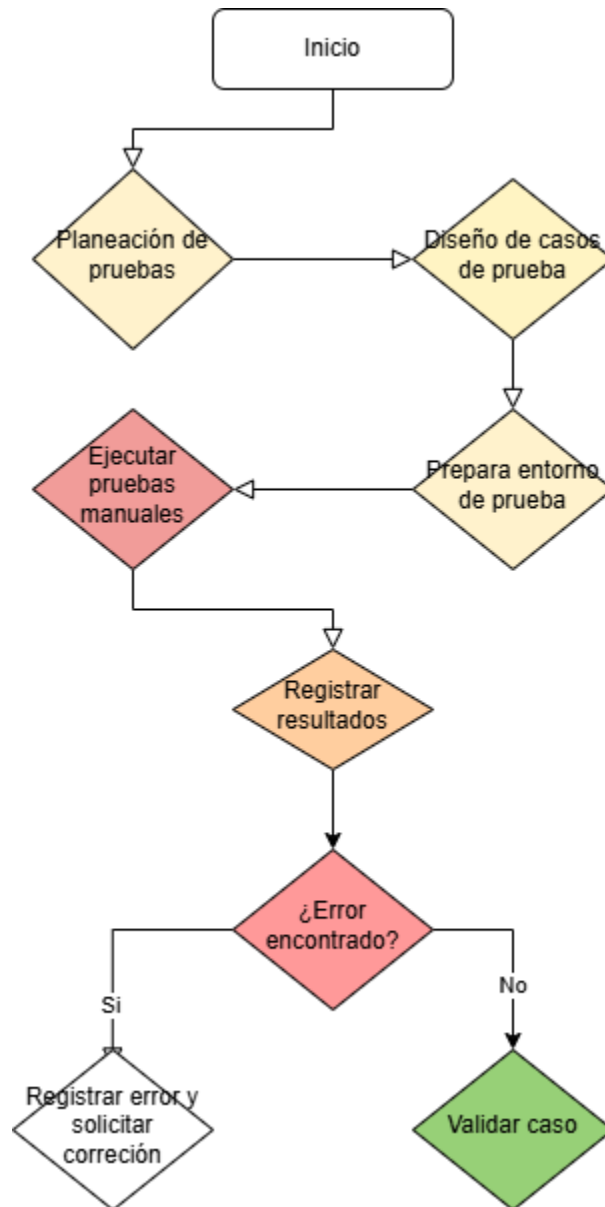 Inicio
Planeación de
pruebas
Diseño de casos
de prueba
Ejecutar
pruebas
manuales
Prepara entorno
de prueba
Registrar
resultados
¿Error
encontrado?
Si
No
Registrar error y
solicitar
correción
Validar caso